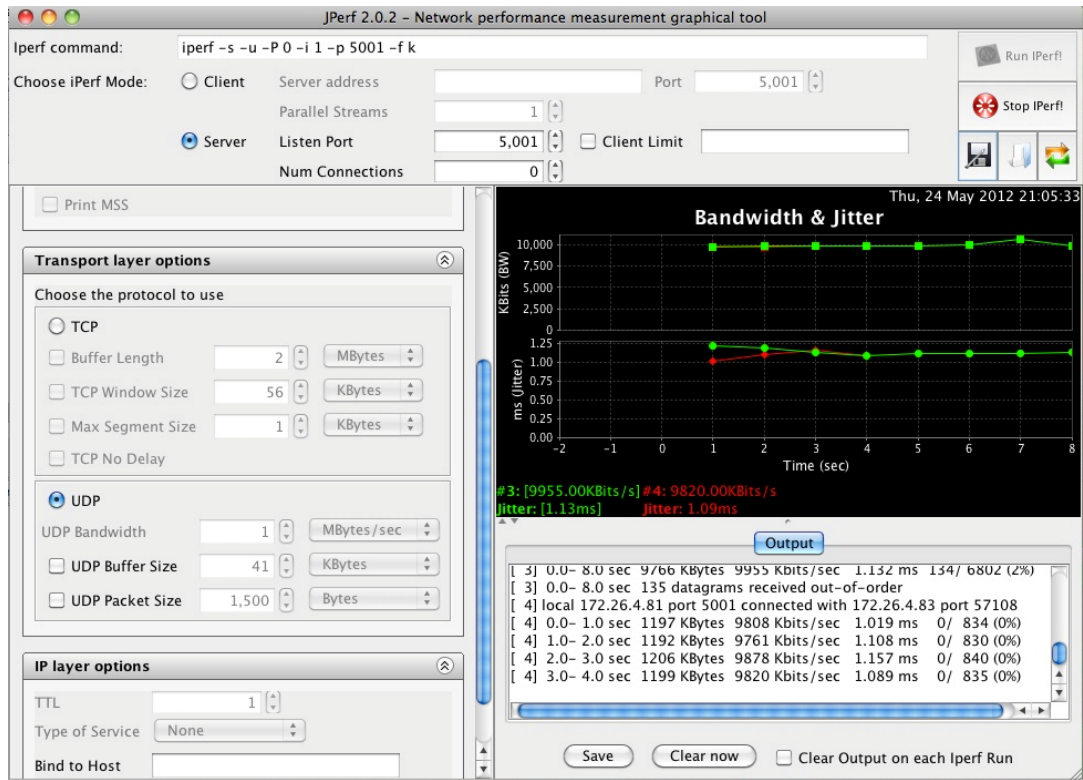 JPerf 2.0.2 – Network performance measurement graphical tool
Iperf command: iperf –s –u –P 0 –i 1 –p 5001 –f k
Run IPerf!
Choose iPerf Mode: Client Server address Port 5,001
Parallel Streams 1
Stop IPerf!
Server Listen Port 5,001 Client Limit
Num Connections 0
Print MSS
Transport layer options
Choose the protocol to use
TCP
Buffer Length 2 MBytes
TCP Window Size 56 KBytes
Max Segment Size 1 KBytes
TCP No Delay
UDP
UDP Bandwidth 1 MBytes/sec
UDP Buffer Size 41 KBytes
UDP Packet Size 1,500 Bytes
IP layer options
TTL 1
Type of Service None
Bind to Host
Thu, 24 May 2012 21:05:33
Bandwidth & Jitter
KBits (BW)
10,000
7,500
5,000
2,500
0
ms (Jitter)
1.25
1.00
0.75
0.50
0.25
0.00
-2 -1 0 1 2 3 4 5 6 7 8
Time (sec)
#3: [9955.00KBits/s] #4: 9820.00KBits/s
Jitter: [1.13ms] Jitter: 1.09ms
Output
[ 3] 0.0– 8.0 sec 9766 KBytes 9955 Kbits/sec 1.132 ms 134/ 6802 (2%)
[ 3] 0.0– 8.0 sec 135 datagrams received out–of–order
[ 4] local 172.26.4.81 port 5001 connected with 172.26.4.83 port 57108
[ 4] 0.0– 1.0 sec 1197 KBytes 9808 Kbits/sec 1.019 ms 0/ 834 (0%)
[ 4] 1.0– 2.0 sec 1192 KBytes 9761 Kbits/sec 1.108 ms 0/ 830 (0%)
[ 4] 2.0– 3.0 sec 1206 KBytes 9878 Kbits/sec 1.157 ms 0/ 840 (0%)
[ 4] 3.0– 4.0 sec 1199 KBytes 9820 Kbits/sec 1.089 ms 0/ 835 (0%)
Save Clear now Clear Output on each Iperf Run